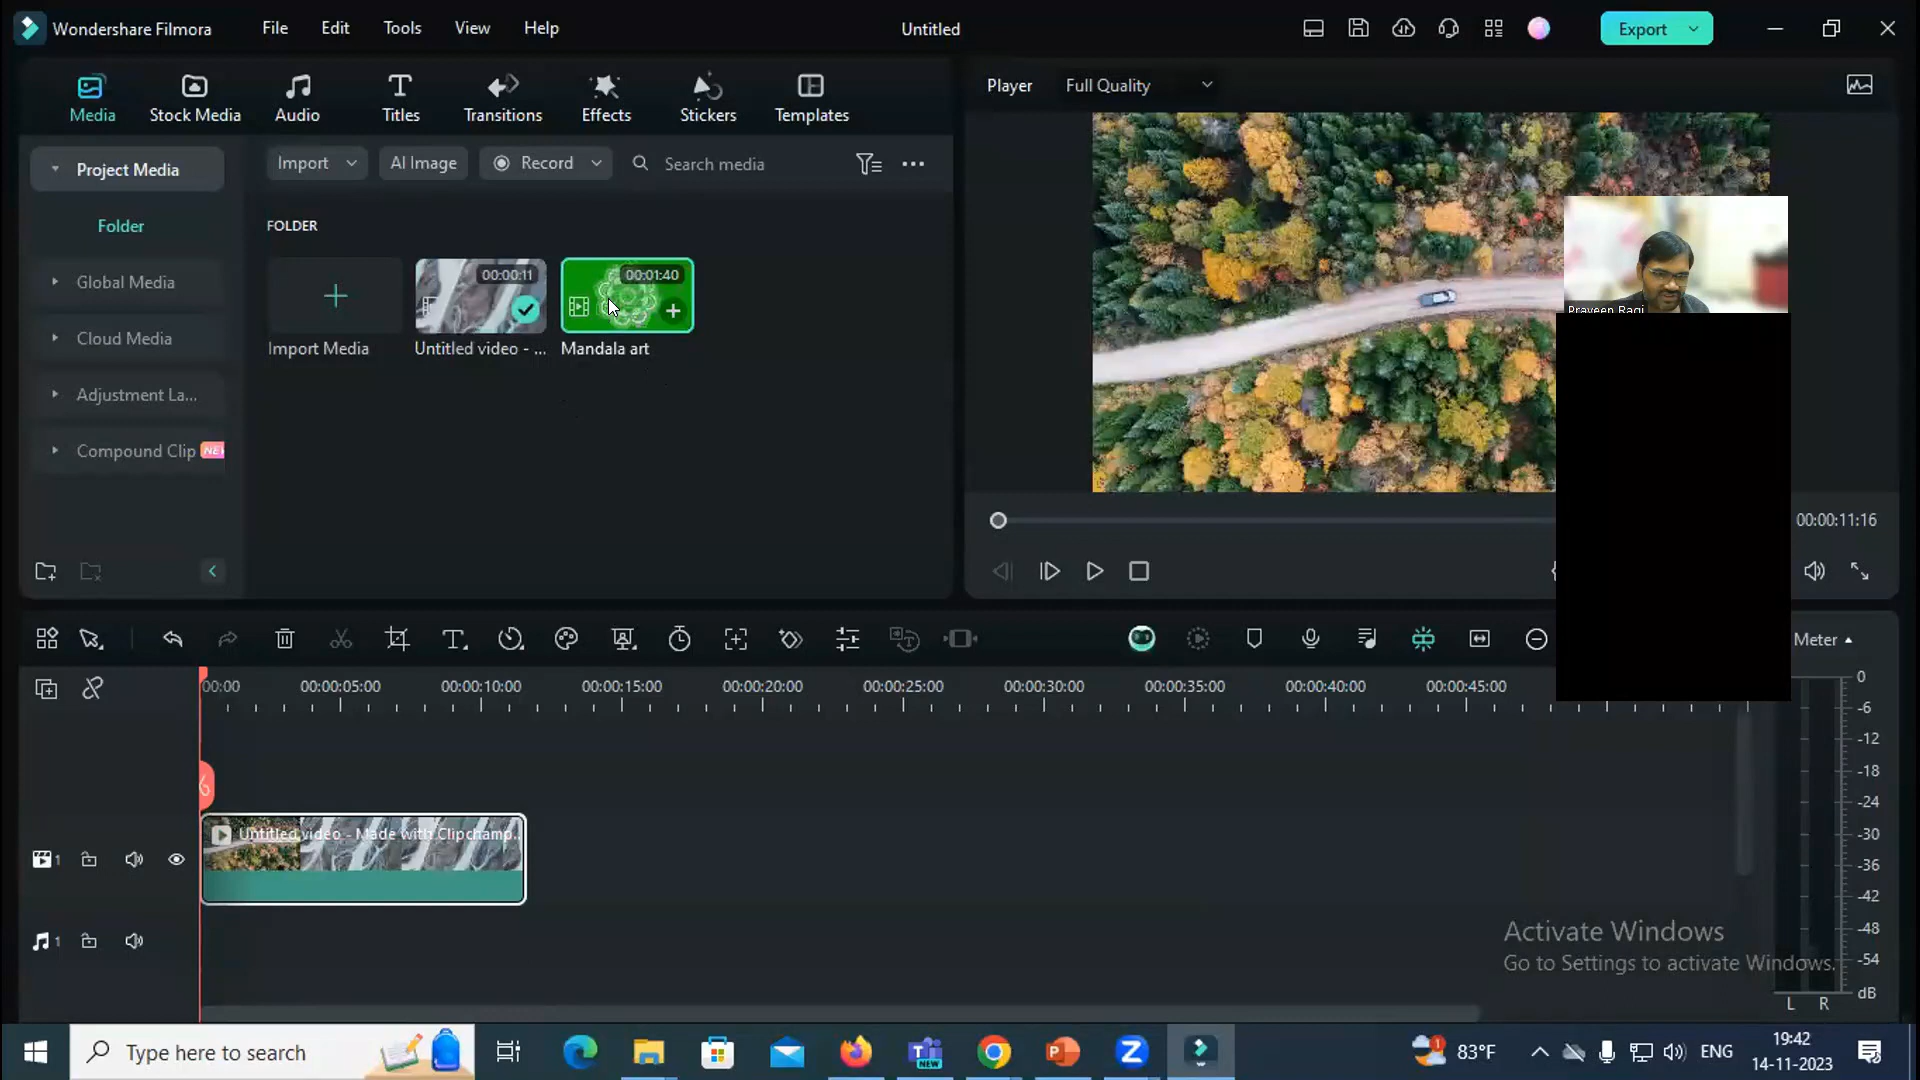 Wondershare Filmora File Edit Tools View Help Untitled Export
Media Stock Media Audio Titles Transitions Effects Stickers Templates
Player Full Quality
Project Media
Import AI Image Record Search media
Folder
FOLDER
Global Media
Cloud Media
Adjustment La...
Compound Clip
00:00:11
00:01:40
Import Media Untitled video - ... Mandala art
Praveen Ragi
00:00:11:16
Meter
00:00 00:00:05:00 00:00:10:00 00:00:15:00 00:00:20:00 00:00:25:00 00:00:30:00 00:00:35:00 00:00:40:00 00:00:45:00
0
-6
-12
-18
-24
-30
-36
-42
-48
-54
dB
L R
Untitled video - Made with Clipchamp...
1
1
Activate Windows
Go to Settings to activate Windows.
Type here to search
NEW
83°F
ENG
19:42
14-11-2023